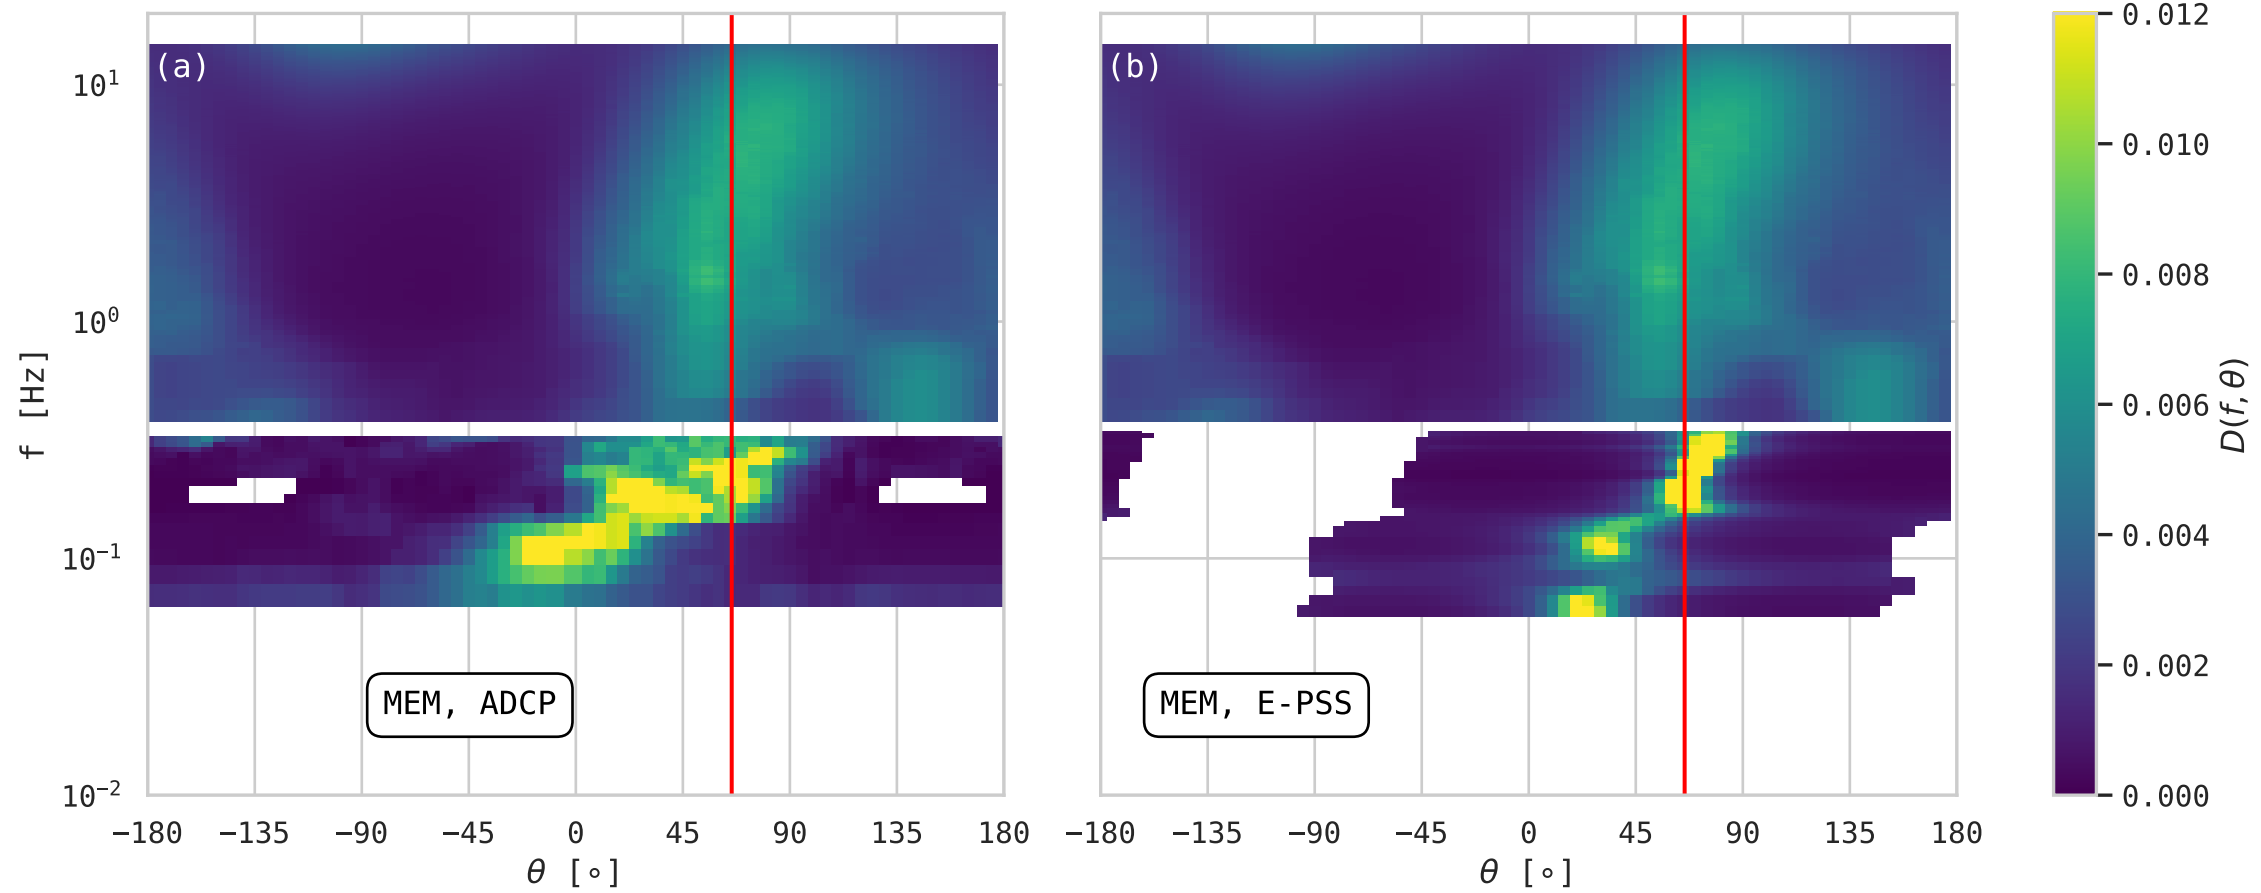 (a)
(b)
f [Hz]
10¹
10⁰
10⁻¹
10⁻²
MEM, ADCP
MEM, E-PSS
−180 −135 −90 −45 0 45 90 135 180
θ [∘]
−180 −135 −90 −45 0 45 90 135 180
θ [∘]
0.012
0.010
0.008
0.006
0.004
0.002
0.000
D(f, θ)